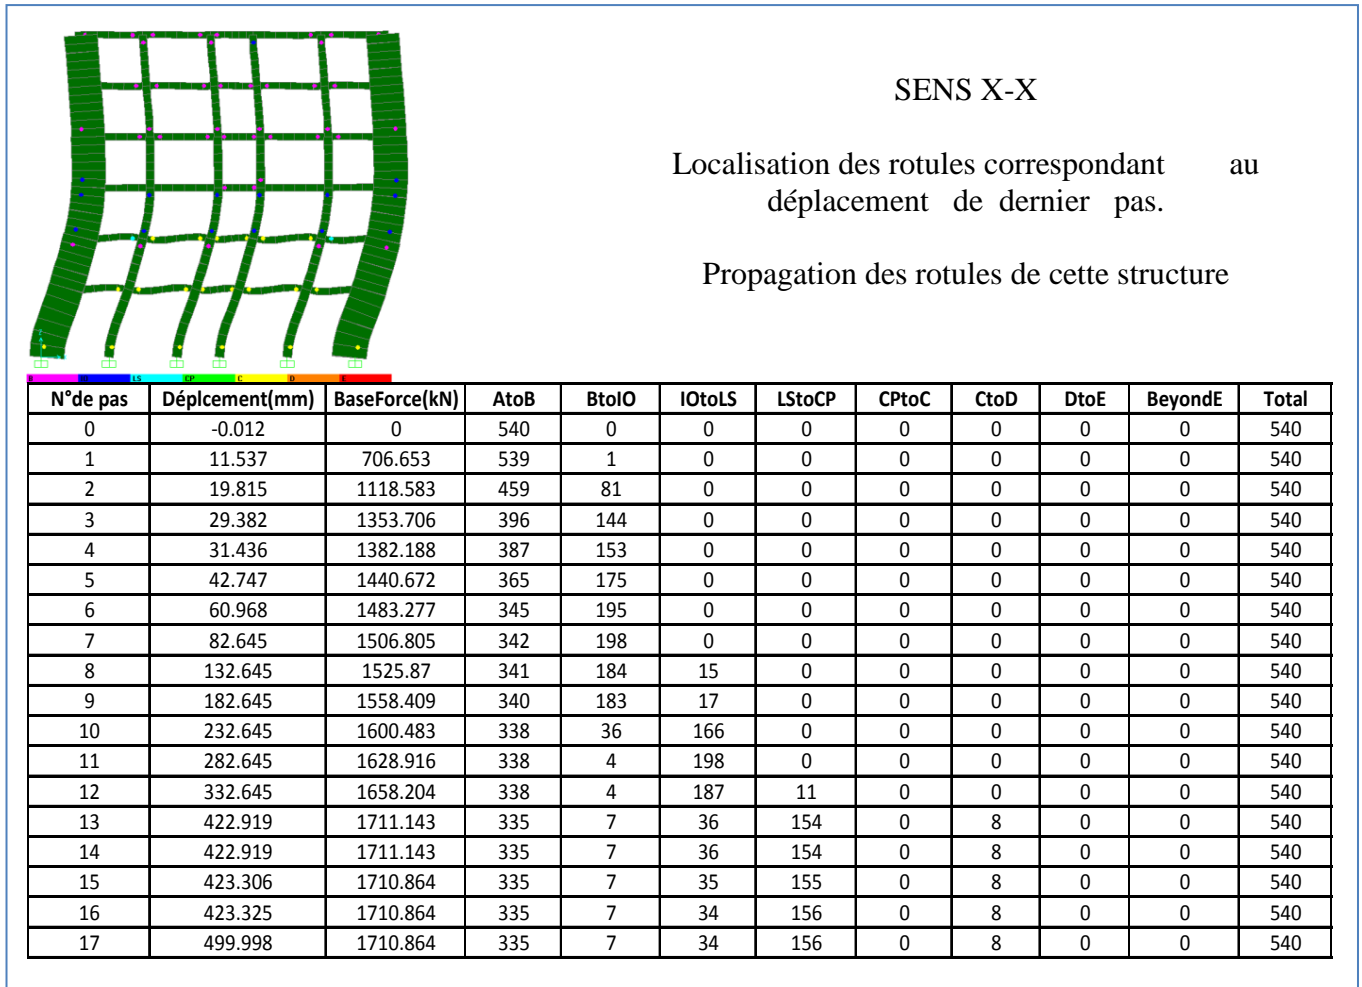 SENS X-X
Localisation des rotules correspondant au
déplacement de dernier pas.
Propagation des rotules de cette structure
B LS CP C D E
N°de pas Déplcement(mm) BaseForce(kN) AtoB BtoIO IOtoLS LStoCP CPtoC CtoD DtoE BeyondE Total
0 -0.012 0 540 0 0 0 0 0 0 0 540
1 11.537 706.653 539 1 0 0 0 0 0 0 540
2 19.815 1118.583 459 81 0 0 0 0 0 0 540
3 29.382 1353.706 396 144 0 0 0 0 0 0 540
4 31.436 1382.188 387 153 0 0 0 0 0 0 540
5 42.747 1440.672 365 175 0 0 0 0 0 0 540
6 60.968 1483.277 345 195 0 0 0 0 0 0 540
7 82.645 1506.805 342 198 0 0 0 0 0 0 540
8 132.645 1525.87 341 184 15 0 0 0 0 0 540
9 182.645 1558.409 340 183 17 0 0 0 0 0 540
10 232.645 1600.483 338 36 166 0 0 0 0 0 540
11 282.645 1628.916 338 4 198 0 0 0 0 0 540
12 332.645 1658.204 338 4 187 11 0 0 0 0 540
13 422.919 1711.143 335 7 36 154 0 8 0 0 540
14 422.919 1711.143 335 7 36 154 0 8 0 0 540
15 423.306 1710.864 335 7 35 155 0 8 0 0 540
16 423.325 1710.864 335 7 34 156 0 8 0 0 540
17 499.998 1710.864 335 7 34 156 0 8 0 0 540